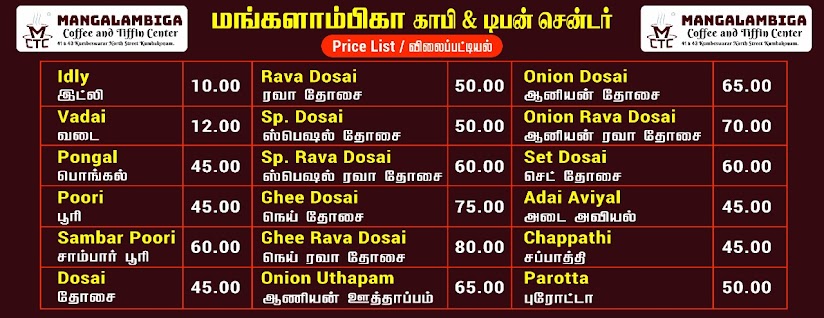 MANGALAMBIGA
Coffee and Tiffin Center
41 & 42 Kumbeswarar North Street Kumbakonam.
M
CTC
மங்களாம்பிகா காபி & டிபன் சென்டர்
Price List / விலைப்பட்டியல்
MANGALAMBIGA
Coffee and Tiffin Center
41 & 42 Kumbeswarar North Street Kumbakonam.
M
CTC
Idly
இட்லி
10.00
Vadai
வடை
12.00
Pongal
பொங்கல்
45.00
Poori
பூரி
45.00
Sambar Poori
சாம்பார் பூரி
60.00
Dosai
தோசை
45.00
Rava Dosai
ரவா தோசை
50.00
Sp. Dosai
ஸ்பெஷல் தோசை
50.00
Sp. Rava Dosai
ஸ்பெஷல் ரவா தோசை
60.00
Ghee Dosai
நெய் தோசை
75.00
Ghee Rava Dosai
நெய் ரவா தோசை
80.00
Onion Uthapam
ஆணியன் ஊத்தாப்பம்
65.00
Onion Dosai
ஆனியன் தோசை
65.00
Onion Rava Dosai
ஆனியன் ரவா தோசை
70.00
Set Dosai
செட் தோசை
60.00
Adai Aviyal
அடை அவியல்
45.00
Chappathi
சப்பாத்தி
45.00
Parotta
புரோட்டா
50.00